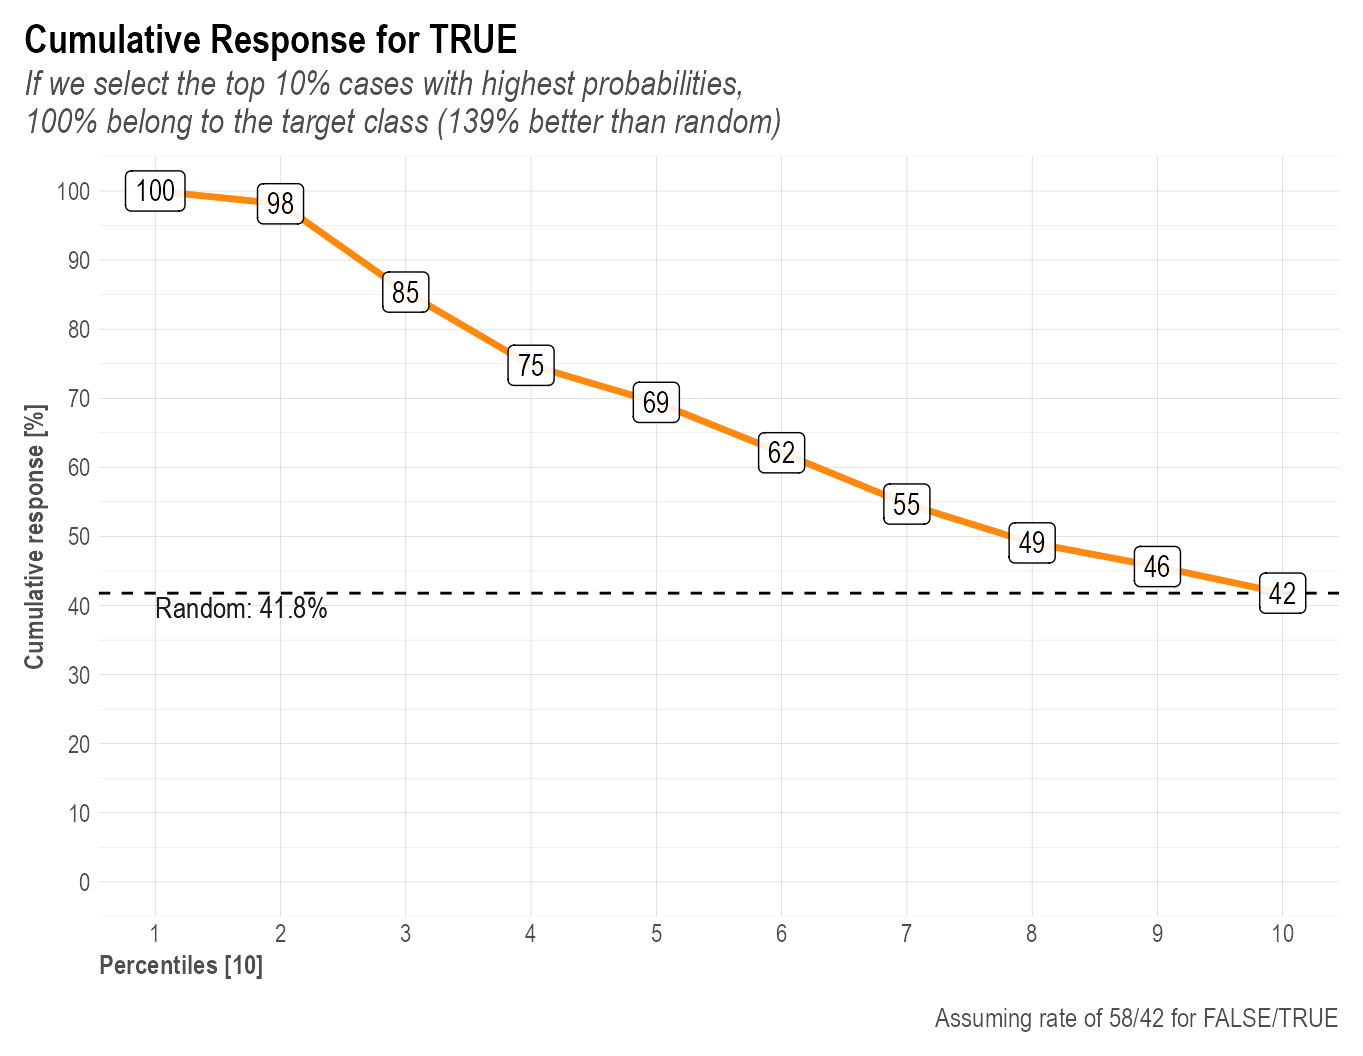 Cumulative Response for TRUE
If we select the top 10% cases with highest probabilities,
100% belong to the target class (139% better than random)
Cumulative response [%]
100
90
80
70
60
50
40
30
20
10
0
100
98
85
75
69
62
55
49
46
42
Random: 41.8%
1 2 3 4 5 6 7 8 9 10
Percentiles [10]
Assuming rate of 58/42 for FALSE/TRUE